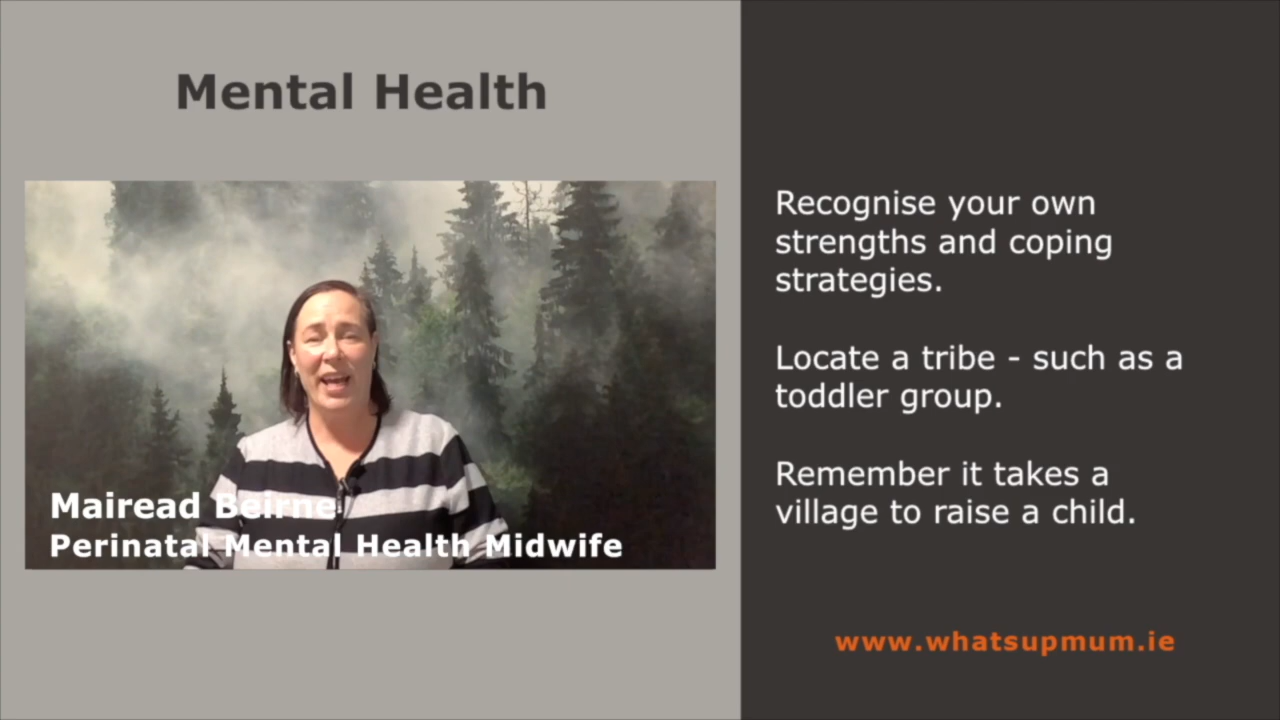 Mental Health
Mairead Beirne
Perinatal Mental Health Midwife
Recognise your own
strengths and coping
strategies.
Locate a tribe - such as a
toddler group.
Remember it takes a
village to raise a child.
www.whatsupmum.ie